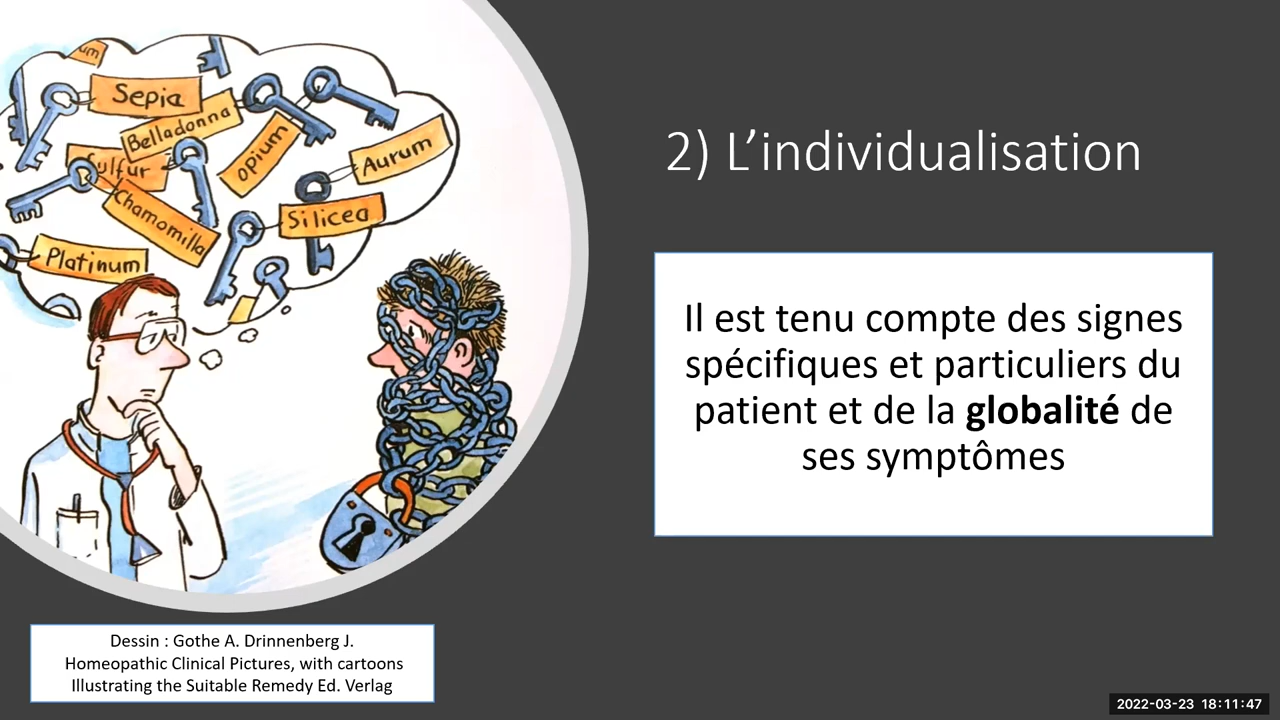 um
Sepia
Belladonna
opium
Aurum
Sulfur
Chamomilla
Silicea
Platinum
2) L’individualisation
Il est tenu compte des signes
spécifiques et particuliers du
patient et de la globalité de
ses symptômes
Dessin : Gothe A. Drinnenberg J.
Homeopathic Clinical Pictures, with cartoons
Illustrating the Suitable Remedy Ed. Verlag
2022-03-23 18:11:47